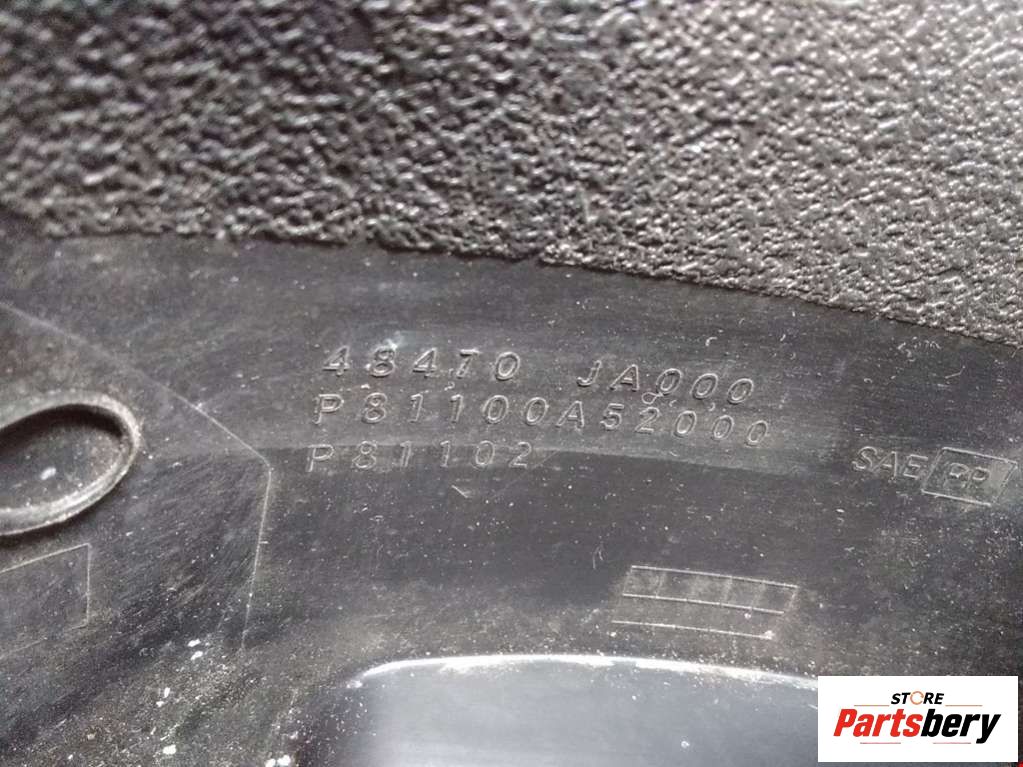 48470 JA000
P81100A52000
P81102
SAE PP
STORE
Partsbery